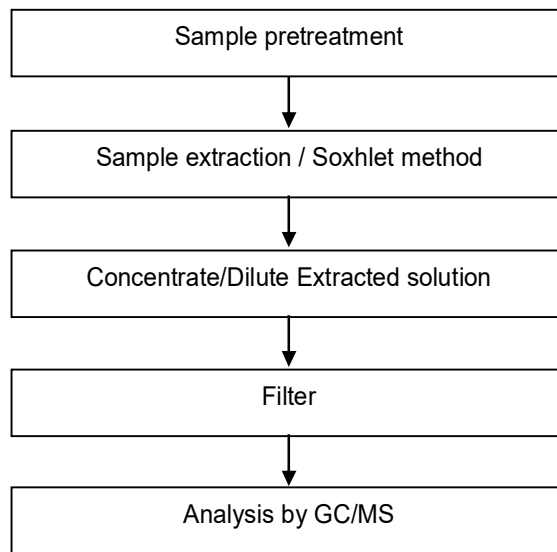 Sample pretreatment
Sample extraction / Soxhlet method
Concentrate/Dilute Extracted solution
Filter
Analysis by GC/MS